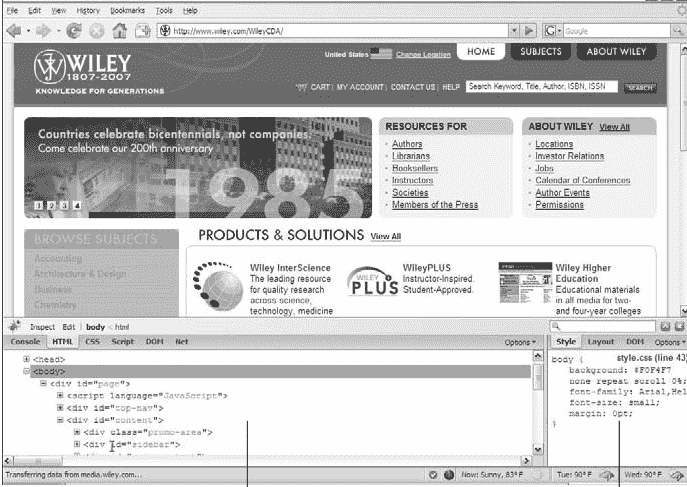 File Edit View History Bookmarks Tools Help
http://www.wiley.com/WileyCDA/
Google
WILEY
1807-2007
KNOWLEDGE FOR GENERATIONS
United States Change Location HOME SUBJECTS ABOUT WILEY
CART | MY ACCOUNT | CONTACT US | HELP Search Keyword, Title, Author, ISBN, ISSN SEARCH
Countries celebrate bicentennials, not companies.
Come celebrate our 200th anniversary
1985
1 2 3 4
RESOURCES FOR
Authors
Librarians
Booksellers
Instructors
Societies
Members of the Press
ABOUT WILEY View All
Locations
Investor Relations
Jobs
Calendar of Conferences
Author Events
Permissions
BROWSE SUBJECTS
Accounting
Architecture & Design
Business
Chemistry
PRODUCTS & SOLUTIONS View All
Wiley InterScience
The leading resource
for quality research
across science,
technology, medicine
WILEY PLUS
WileyPLUS
Instructor-Inspired.
Student-Approved.
Wiley Higher
Education
Educational materials
in all media for two-
and four-year colleges
Inspect Edit | body < html
Console HTML CSS Script DOM Net Options
<head>
<body>
<div id="page">
<script language="JavaScript">
<div id="top-nav">
<div id="content">
<div class="promo-area">
<div id="sidebar">
Style Layout DOM Options
body { style.css (line 43)
background: #F0F4F7
none repeat scroll 0%;
font-family: Arial,Hel
font-size: small;
margin: 0pt;
}
Transferring data from media.wiley.com... Now: Sunny, 83° F Tue: 90° F Wed: 90° F